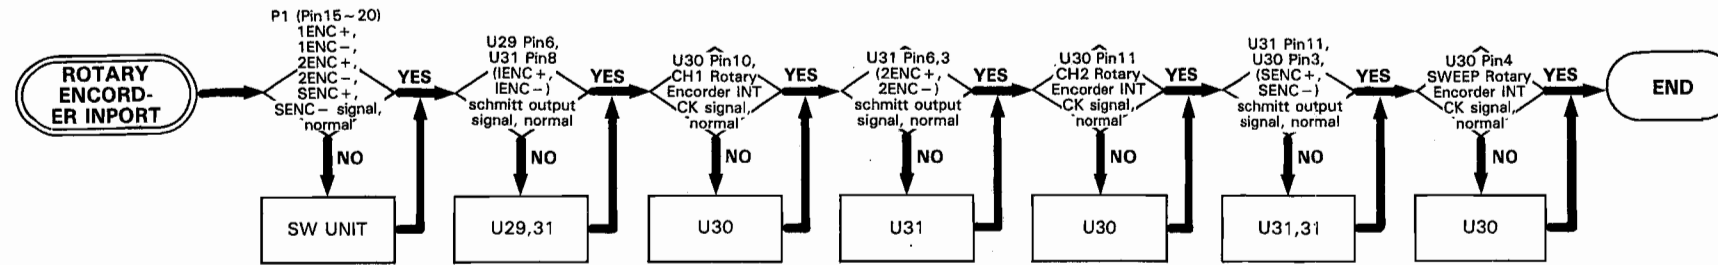 ROTARY
ENCORD-
ER INPORT
P1 (Pin15~20)
1ENC+,
1ENC-,
2ENC+,
2ENC-,
SENC+,
SENC- signal,
normal
YES
NO
SW UNIT
U29 Pin6,
U31 Pin8
(IENC+,
IENC-)
schmitt output
signal, normal
YES
NO
U29,31
U30 Pin10,
CH1 Rotary
Encorder INT
CK signal,
normal
YES
NO
U30
U31 Pin6,3
(2ENC+,
2ENC-)
schmitt output
signal, normal
YES
NO
U31
U30 Pin11
CH2 Rotary
Encorder INT
CK signal,
normal
YES
NO
U30
U31 Pin11,
U30 Pin3,
(SENC+,
SENC-)
schmitt output
signal, normal
YES
NO
U31,31
U30 Pin4
SWEEP Rotary
Encorder INT
CK signal,
normal
YES
NO
U30
END